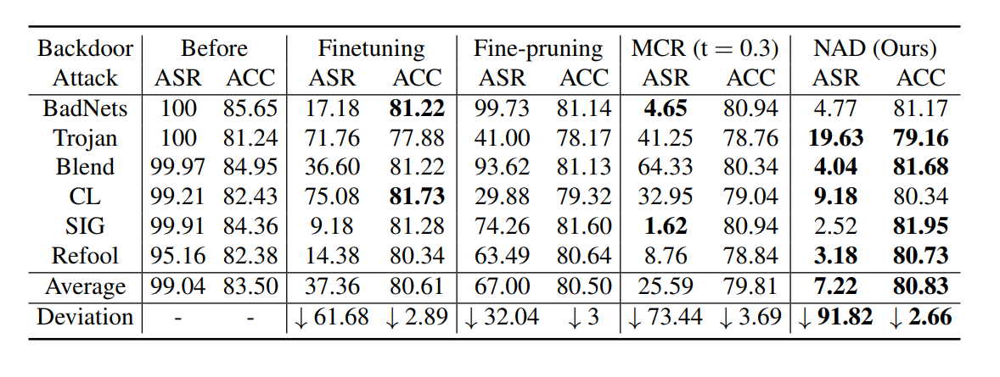 Backdoor Before Finetuning Fine-pruning MCR (t = 0.3) NAD (Ours)
Attack ASR ACC ASR ACC ASR ACC ASR ACC ASR ACC
BadNets 100 85.65 17.18 81.22 99.73 81.14 4.65 80.94 4.77 81.17
Trojan 100 81.24 71.76 77.88 41.00 78.17 41.25 78.76 19.63 79.16
Blend 99.97 84.95 36.60 81.22 93.62 81.13 64.33 80.34 4.04 81.68
CL 99.21 82.43 75.08 81.73 29.88 79.32 32.95 79.04 9.18 80.34
SIG 99.91 84.36 9.18 81.28 74.26 81.60 1.62 80.94 2.52 81.95
Refool 95.16 82.38 14.38 80.34 63.49 80.64 8.76 78.84 3.18 80.73
Average 99.04 83.50 37.36 80.61 67.00 80.50 25.59 79.81 7.22 80.83
Deviation - - ↓ 61.68 ↓ 2.89 ↓ 32.04 ↓ 3 ↓ 73.44 ↓ 3.69 ↓ 91.82 ↓ 2.66